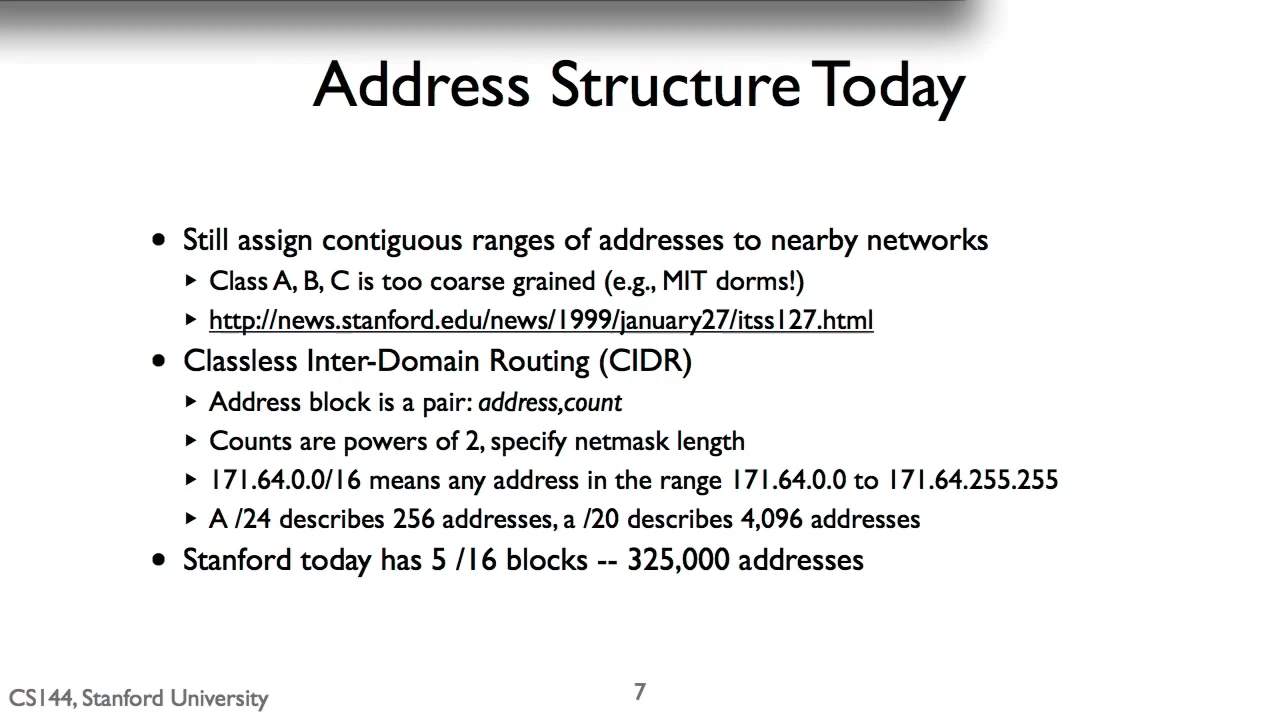 Address Structure Today
• Still assign contiguous ranges of addresses to nearby networks
‣ Class A, B, C is too coarse grained (e.g., MIT dorms!)
‣ http://news.stanford.edu/news/1999/january27/itss127.html
• Classless Inter-Domain Routing (CIDR)
‣ Address block is a pair: address,count
‣ Counts are powers of 2, specify netmask length
‣ 171.64.0.0/16 means any address in the range 171.64.0.0 to 171.64.255.255
‣ A /24 describes 256 addresses, a /20 describes 4,096 addresses
• Stanford today has 5 /16 blocks -- 325,000 addresses
CS144, Stanford University
7